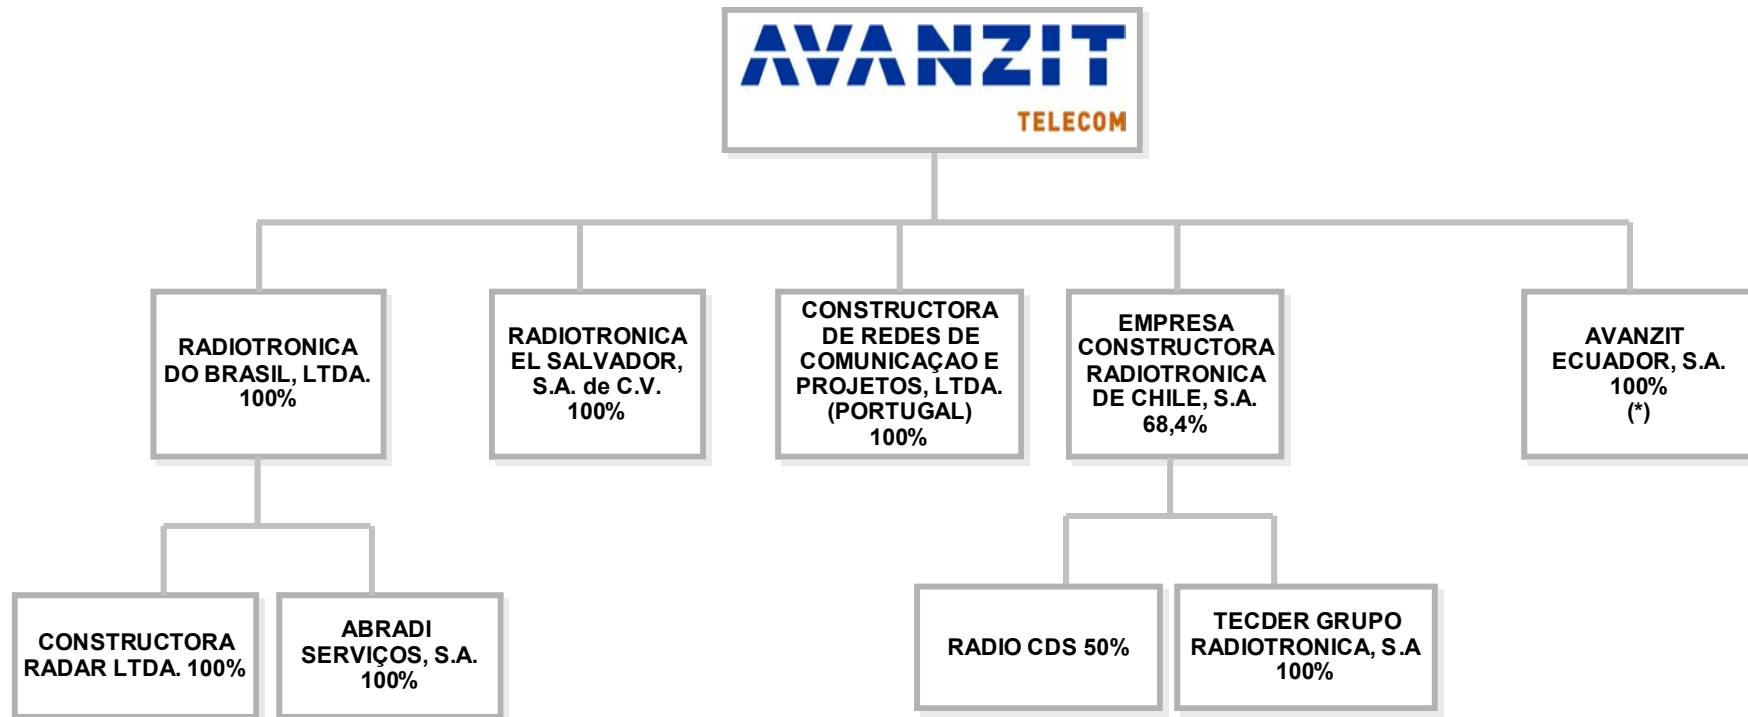 AVANZIT
TELECOM
RADIOTRONICA
DO BRASIL, LTDA.
100%
RADIOTRONICA
EL SALVADOR,
S.A. de C.V.
100%
CONSTRUCTORA
DE REDES DE
COMUNICAÇAO E
PROJETOS, LTDA.
(PORTUGAL)
100%
EMPRESA
CONSTRUCTORA
RADIOTRONICA
DE CHILE, S.A.
68,4%
AVANZIT
ECUADOR, S.A.
100%
(*)
CONSTRUCTORA
RADAR LTDA. 100%
ABRADI
SERVIÇOS, S.A.
100%
RADIO CDS 50%
TECDER GRUPO
RADIOTRONICA, S.A
100%